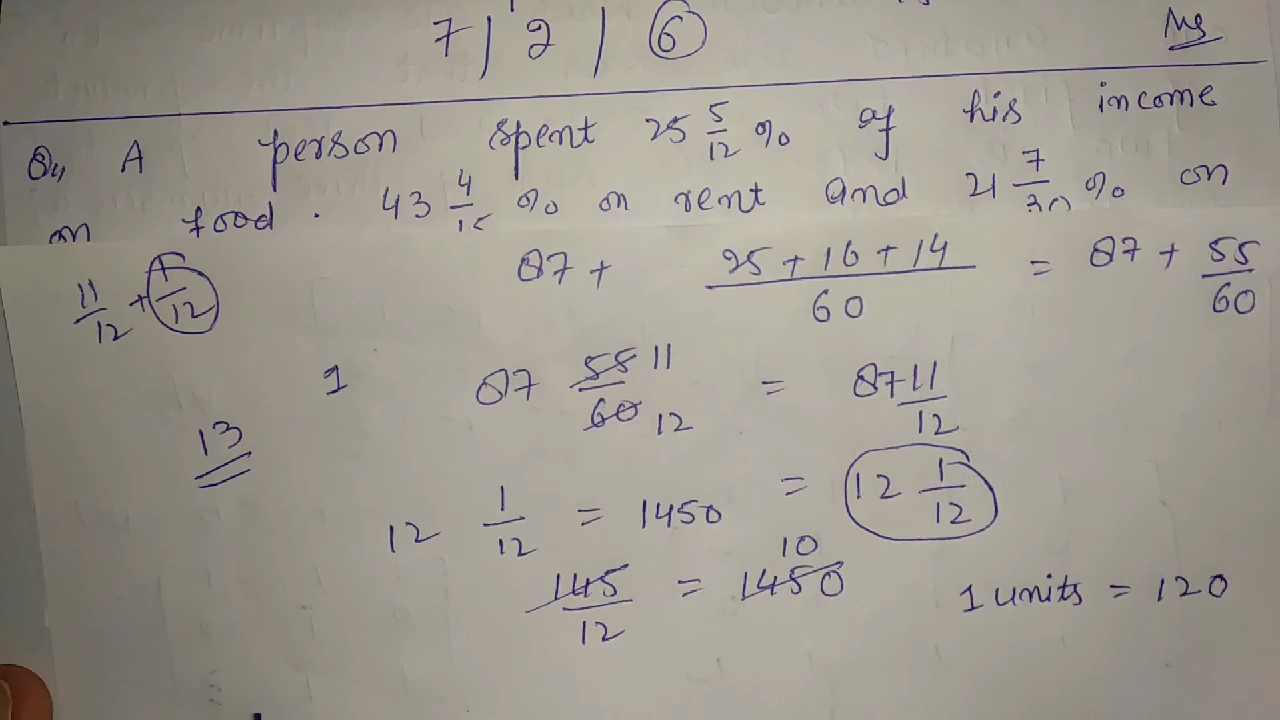 7 | 2 | 6
Ms
Q4 A person spent 25 5/12 % of his income
on food . 43 4/15 % on rent and 21 7/30 % on
11/12 + 1/12
87 + 25 + 16 + 14 / 60 = 87 + 55/60
1
87 55/60 11/12 = 87 11/12
13
= 12 1/12
12 1/12 = 1450
145/12 = 1450 10
1 units = 120